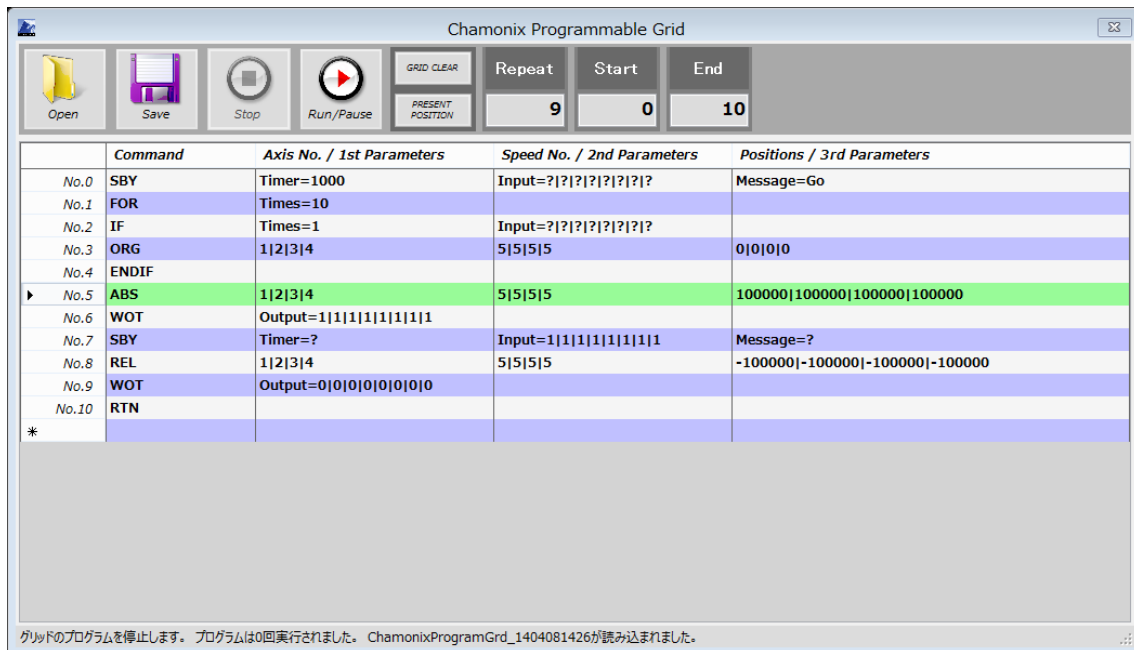 Chamonix Programmable Grid
Open
Save
Stop
Run/Pause
GRID CLEAR
PRESENT POSITION
Repeat Start End
9 0 10
Command Axis No. / 1st Parameters Speed No. / 2nd Parameters Positions / 3rd Parameters
No.0 SBY Timer=1000 Input=?|?|?|?|?|?|?|? Message=Go
No.1 FOR Times=10
No.2 IF Times=1 Input=?|?|?|?|?|?|?|?
No.3 ORG 1|2|3|4 5|5|5|5 0|0|0|0
No.4 ENDIF
No.5 ABS 1|2|3|4 5|5|5|5 100000|100000|100000|100000
No.6 WOT Output=1|1|1|1|1|1|1|1
No.7 SBY Timer=? Input=1|1|1|1|1|1|1|1 Message=?
No.8 REL 1|2|3|4 5|5|5|5 -100000|-100000|-100000|-100000
No.9 WOT Output=0|0|0|0|0|0|0|0
No.10 RTN
*
グリッドのプログラムを停止します。 プログラムは0回実行されました。 ChamonixProgramGrd_1404081426が読み込まれました。